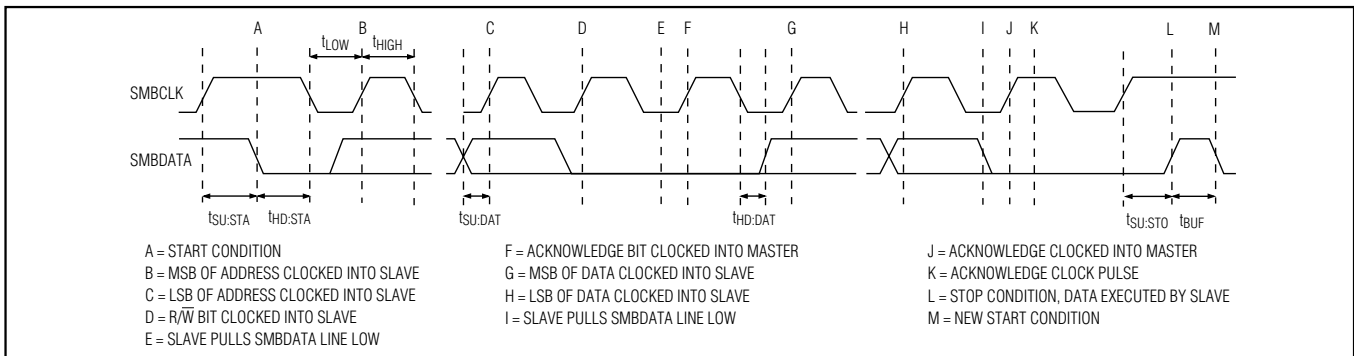 A B C D E F G H I J K L M
tLOW tHIGH
SMBCLK
SMBDATA
tSU:STA tHD:STA tSU:DAT tHD:DAT tSU:STO tBUF
A = START CONDITION
B = MSB OF ADDRESS CLOCKED INTO SLAVE
C = LSB OF ADDRESS CLOCKED INTO SLAVE
D = R/W̅ BIT CLOCKED INTO SLAVE
E = SLAVE PULLS SMBDATA LINE LOW
F = ACKNOWLEDGE BIT CLOCKED INTO MASTER
G = MSB OF DATA CLOCKED INTO SLAVE
H = LSB OF DATA CLOCKED INTO SLAVE
I = SLAVE PULLS SMBDATA LINE LOW
J = ACKNOWLEDGE CLOCKED INTO MASTER
K = ACKNOWLEDGE CLOCK PULSE
L = STOP CONDITION, DATA EXECUTED BY SLAVE
M = NEW START CONDITION